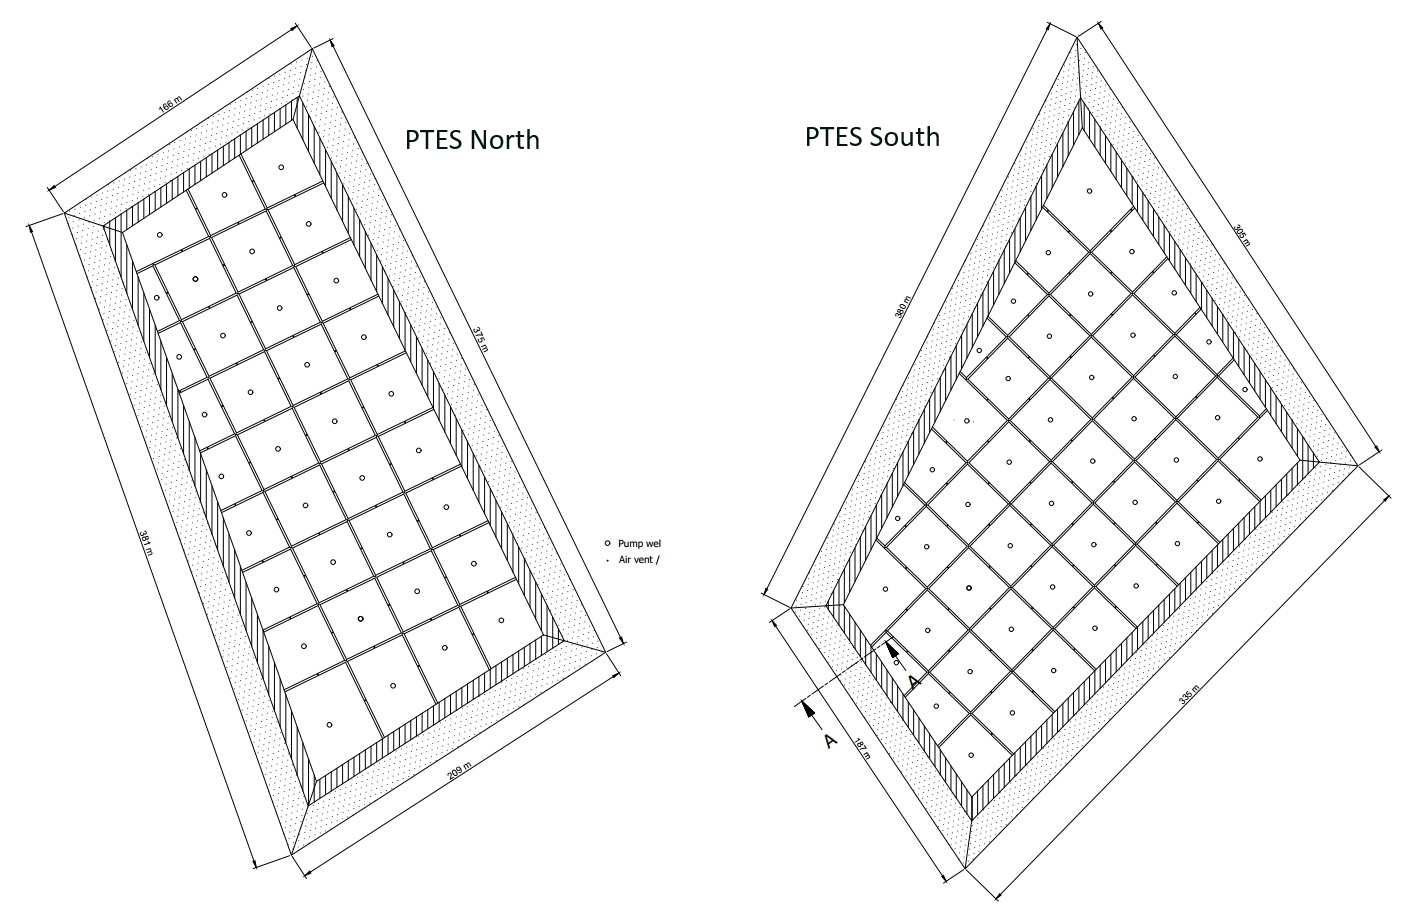 166 m
PTES North
375 m
381 m
209 m
Pump wel
Air vent /
PTES South
305 m
380 m
335 m
187 m
A
A